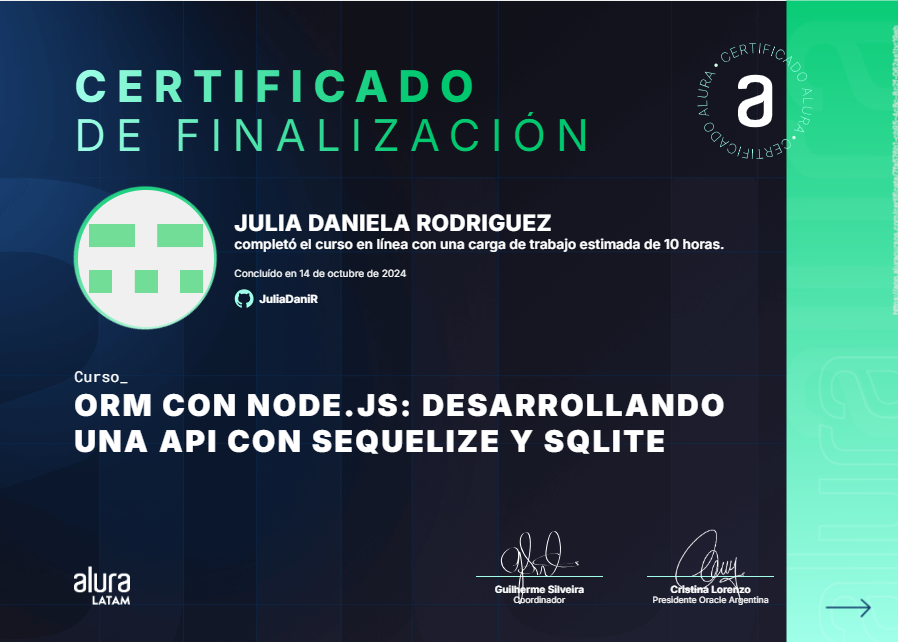 CERTIFICADO
DE FINALIZACIÓN
• CERTIFICADO ALURA • CERTIFICADO ALURA
a
JULIA DANIELA RODRIGUEZ
completó el curso en línea con una carga de trabajo estimada de 10 horas.
Concluído en 14 de octubre de 2024
JuliaDaniR
Curso_
ORM CON NODE.JS: DESARROLLANDO
UNA API CON SEQUELIZE Y SQLITE
alura
LATAM
Guilherme Silveira
Coordinador
Cristina Lorenzo
Presidente Oracle Argentina
alura